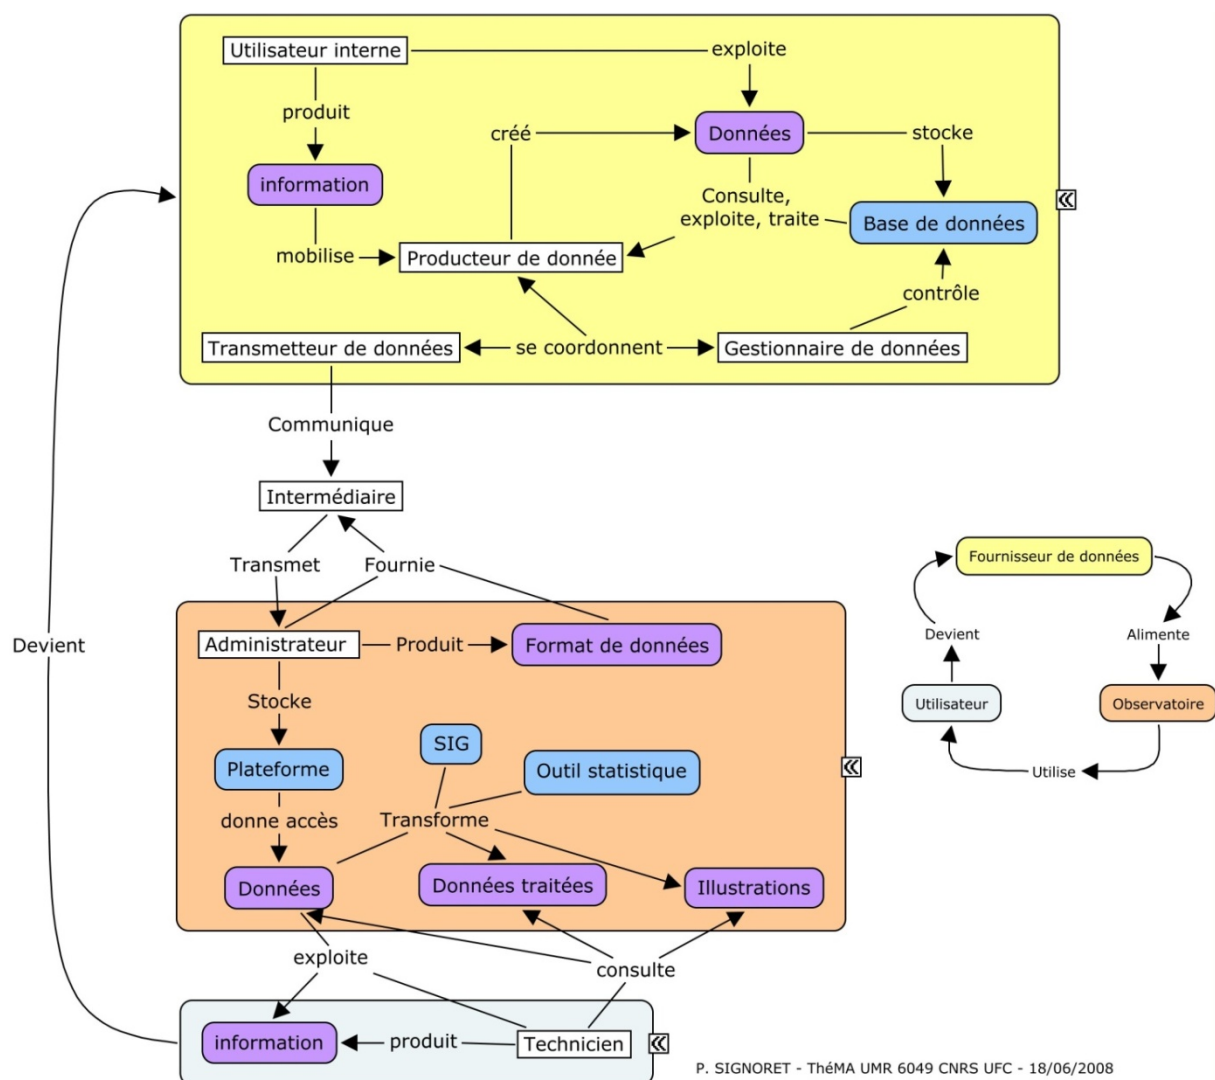 Utilisateur interne
exploite
produit
créé
Données
stocke
information
Consulte,
exploite, traite
Base de données
mobilise
Producteur de donnée
contrôle
Transmetteur de données
se coordonnent
Gestionnaire de données
Communique
Intermédiaire
Transmet
Fournie
Devient
Administrateur
Produit
Format de données
Stocke
SIG
Plateforme
Outil statistique
donne accès
Transforme
Données
Données traitées
Illustrations
exploite
consulte
information
produit
Technicien
Fournisseur de données
Devient
Alimente
Utilisateur
Observatoire
Utilise
P. SIGNORET - ThéMA UMR 6049 CNRS UFC - 18/06/2008